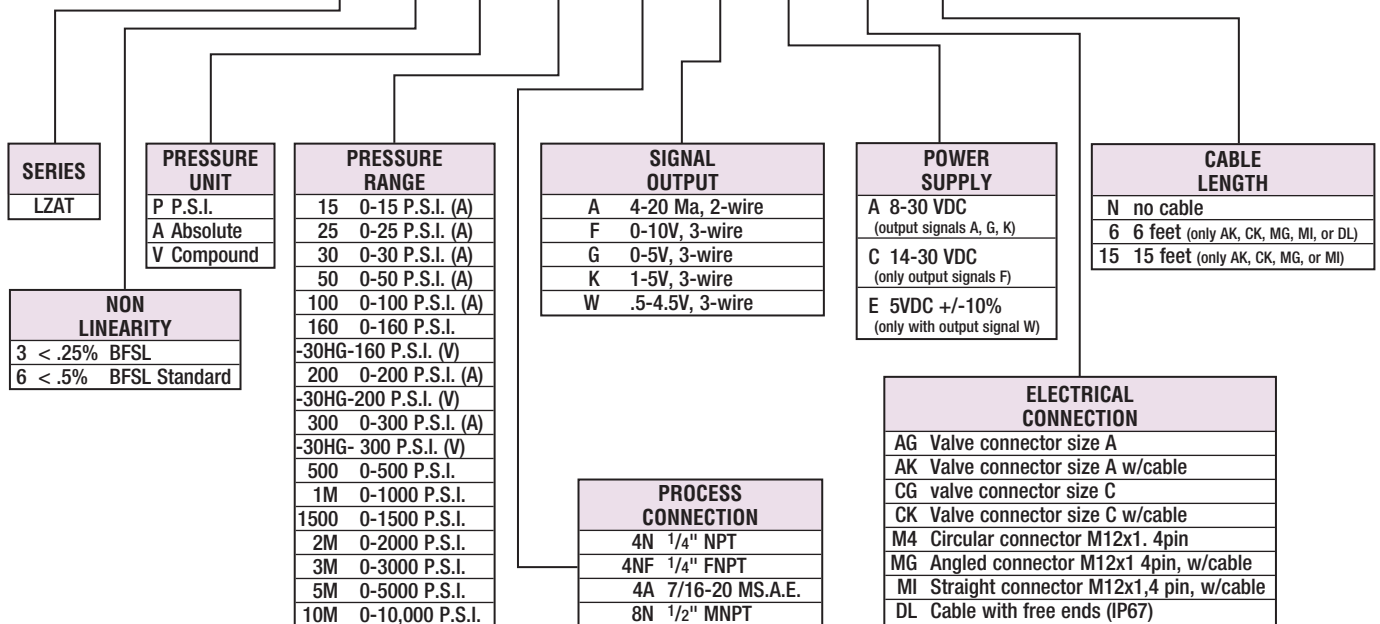 SERIES
LZAT
NON
LINEARITY
3 < .25% BFSL
6 < .5% BFSL Standard
PRESSURE
UNIT
P P.S.I.
A Absolute
V Compound
PRESSURE
RANGE
15 0-15 P.S.I. (A)
25 0-25 P.S.I. (A)
30 0-30 P.S.I. (A)
50 0-50 P.S.I. (A)
100 0-100 P.S.I. (A)
160 0-160 P.S.I.
-30HG-160 P.S.I. (V)
200 0-200 P.S.I. (A)
-30HG-200 P.S.I. (V)
300 0-300 P.S.I. (A)
-30HG- 300 P.S.I. (V)
500 0-500 P.S.I.
1M 0-1000 P.S.I.
1500 0-1500 P.S.I.
2M 0-2000 P.S.I.
3M 0-3000 P.S.I.
5M 0-5000 P.S.I.
10M 0-10,000 P.S.I.
PROCESS
CONNECTION
4N 1/4" NPT
4NF 1/4" FNPT
4A 7/16-20 MS.A.E.
8N 1/2" MNPT
SIGNAL
OUTPUT
A 4-20 Ma, 2-wire
F 0-10V, 3-wire
G 0-5V, 3-wire
K 1-5V, 3-wire
W .5-4.5V, 3-wire
POWER
SUPPLY
A 8-30 VDC
(output signals A, G, K)
C 14-30 VDC
(only output signals F)
E 5VDC +/-10%
(only with output signal W)
ELECTRICAL
CONNECTION
AG Valve connector size A
AK Valve connector size A w/cable
CG valve connector size C
CK Valve connector size C w/cable
M4 Circular connector M12x1. 4pin
MG Angled connector M12x1 4pin, w/cable
MI Straight connector M12x1,4 pin, w/cable
DL Cable with free ends (IP67)
CABLE
LENGTH
N no cable
6 6 feet (only AK, CK, MG, MI, or DL)
15 15 feet (only AK, CK, MG, or MI)